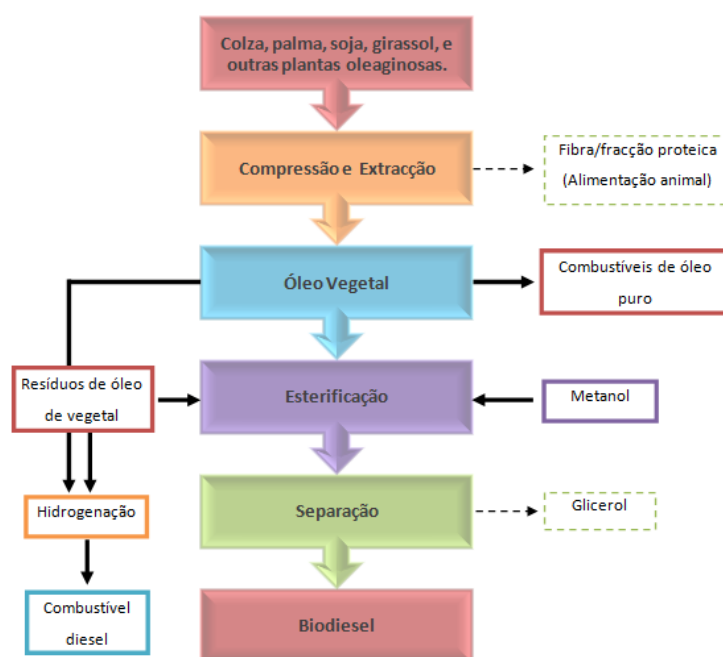 Colza, palma, soja, girassol, e
outras plantas oleaginosas.
Compressão e Extracção
Fibra/fracção proteica
(Alimentação animal)
Óleo Vegetal
Combustíveis de óleo
puro
Resíduos de óleo
de vegetal
Esterificação
Metanol
Hidrogenação
Separação
Glicerol
Combustível
diesel
Biodiesel